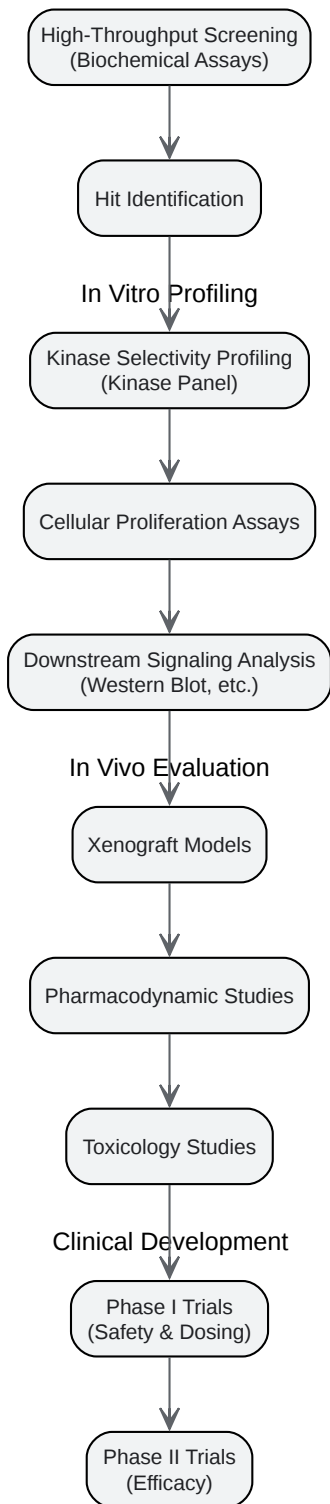 High-Throughput Screening
(Biochemical Assays)
Hit Identification
In Vitro Profiling
Kinase Selectivity Profiling
(Kinase Panel)
Cellular Proliferation Assays
Downstream Signaling Analysis
(Western Blot, etc.)
In Vivo Evaluation
Xenograft Models
Pharmacodynamic Studies
Toxicology Studies
Clinical Development
Phase I Trials
(Safety & Dosing)
Phase II Trials
(Efficacy)